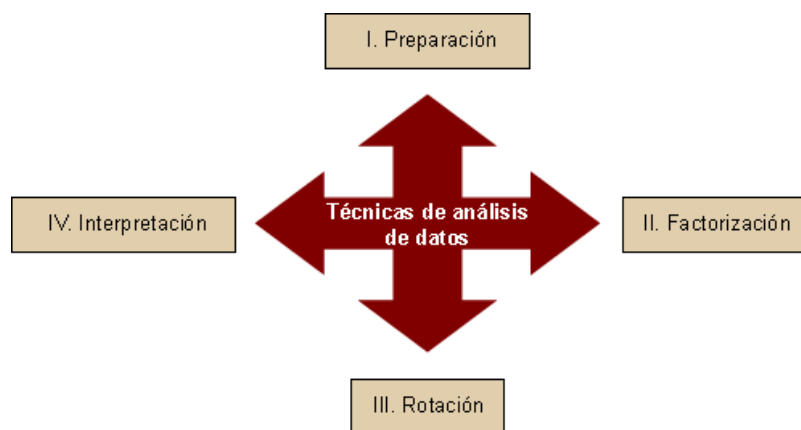 I. Preparación
IV. Interpretación
Técnicas de análisis
de datos
II. Factorización
III. Rotación